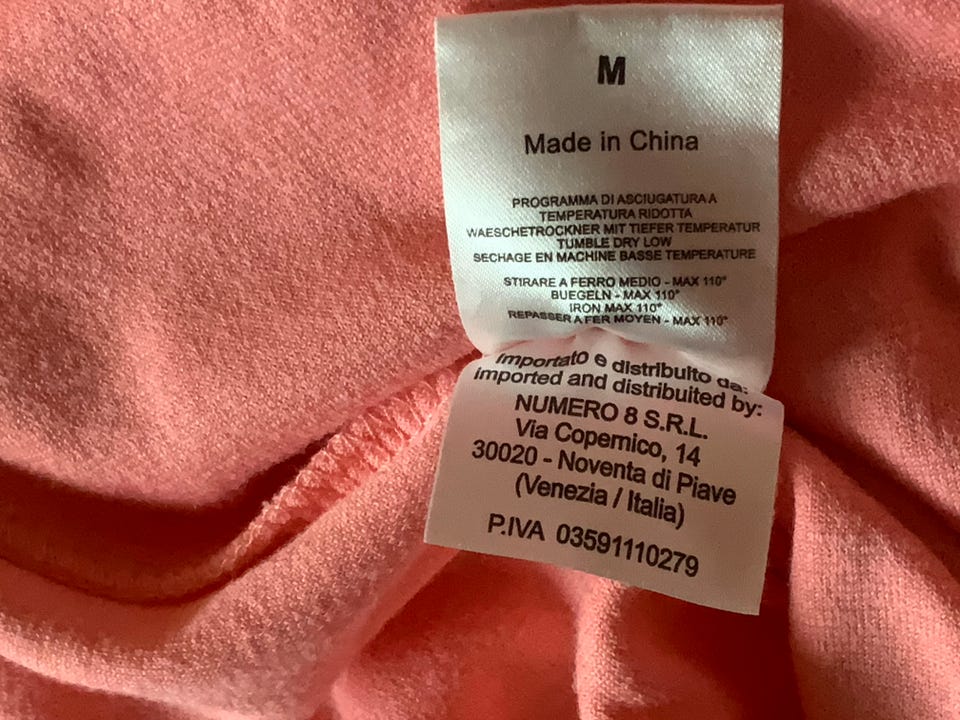 M
Made in China
PROGRAMMA DI ASCIUGATURA A
TEMPERATURA RIDOTTA
WAESCHETROCKNER MIT TIEFER TEMPERATUR
TUMBLE DRY LOW
SECHAGE EN MACHINE BASSE TEMPERATURE
STIRARE A FERRO MEDIO - MAX 110°
BUEGELN - MAX 110°
IRON MAX 110°
REPASSER A FER MOYEN - MAX 110°
Importato e distribuito da:
imported and distribuited by:
NUMERO 8 S.R.L.
Via Copernico, 14
30020 - Noventa di Piave
(Venezia / Italia)
P.IVA 03591110279